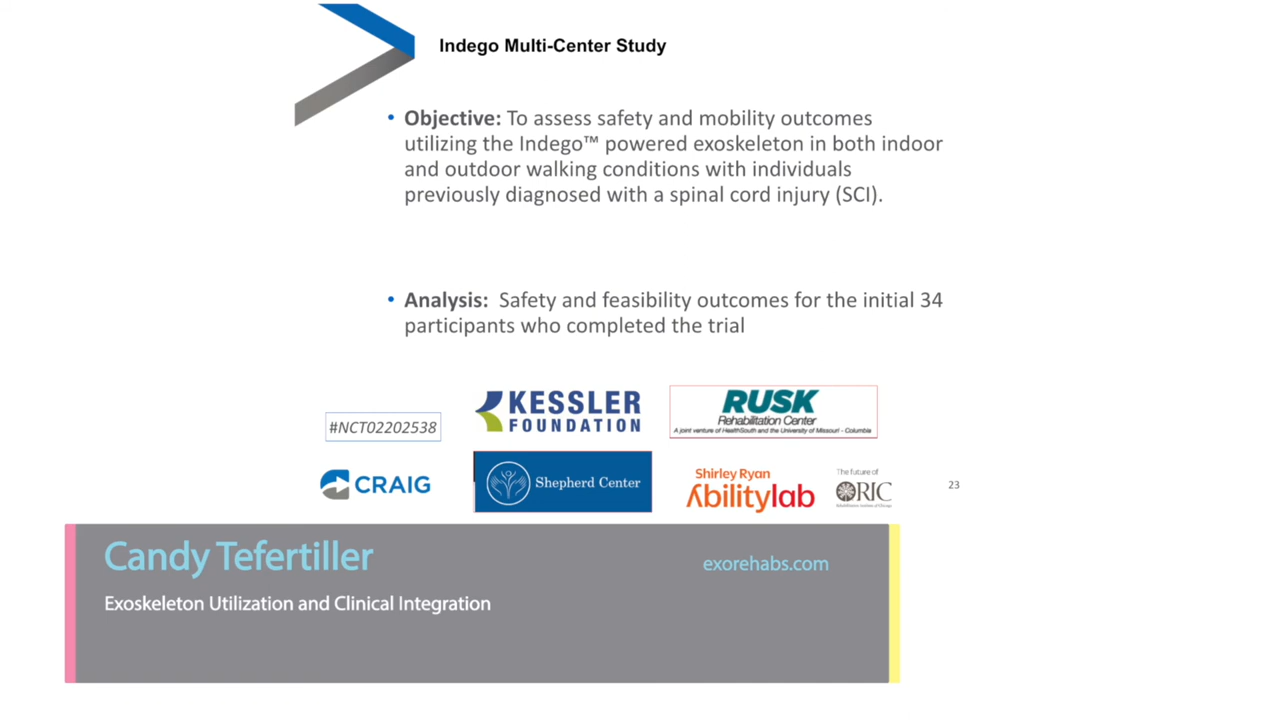 Indego Multi-Center Study
• Objective: To assess safety and mobility outcomes
utilizing the Indego™ powered exoskeleton in both indoor
and outdoor walking conditions with individuals
previously diagnosed with a spinal cord injury (SCI).
• Analysis: Safety and feasibility outcomes for the initial 34
participants who completed the trial
#NCT02202538
KESSLER
FOUNDATION
RUSK
Rehabilitation Center
A joint venture of HealthSouth and the University of Missouri - Columbia
CRAIG
Shepherd Center
Shirley Ryan
Abilitylab
The future of
RIC
23
Candy Tefertiller
exorehabs.com
Exoskeleton Utilization and Clinical Integration